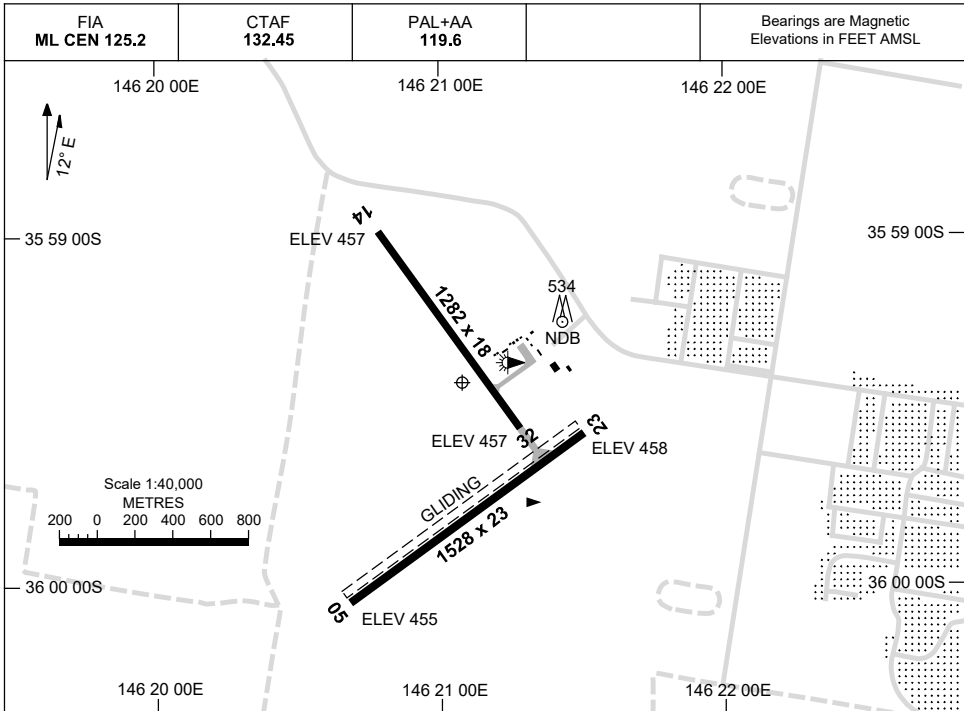 FIA
ML CEN 125.2
CTAF
132.45
PAL+AA
119.6
Bearings are Magnetic
Elevations in FEET AMSL
146 20 00E
146 21 00E
146 22 00E
12° E
14
35 59 00S
ELEV 457
35 59 00S
534
NDB
1282 x 18
ELEV 457
32
23
ELEV 458
GLIDING
Scale 1:40,000
METRES
200 0 200 400 600 800
1528 x 23
36 00 00S
36 00 00S
05
ELEV 455
146 20 00E
146 21 00E
146 22 00E